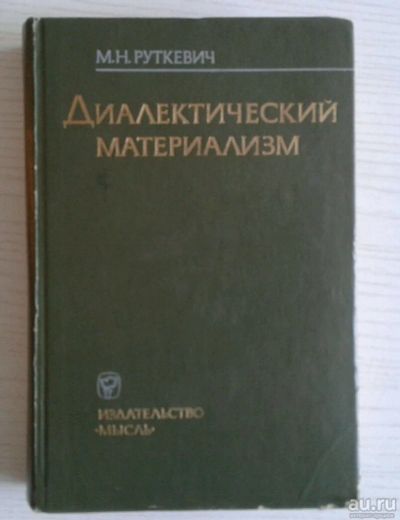 М.Н. РУТКЕВИЧ
ДИАЛЕКТИЧЕСКИЙ
МАТЕРИАЛИЗМ
ИЗДАТЕЛЬСТВО
«МЫСЛЬ»
au.ru